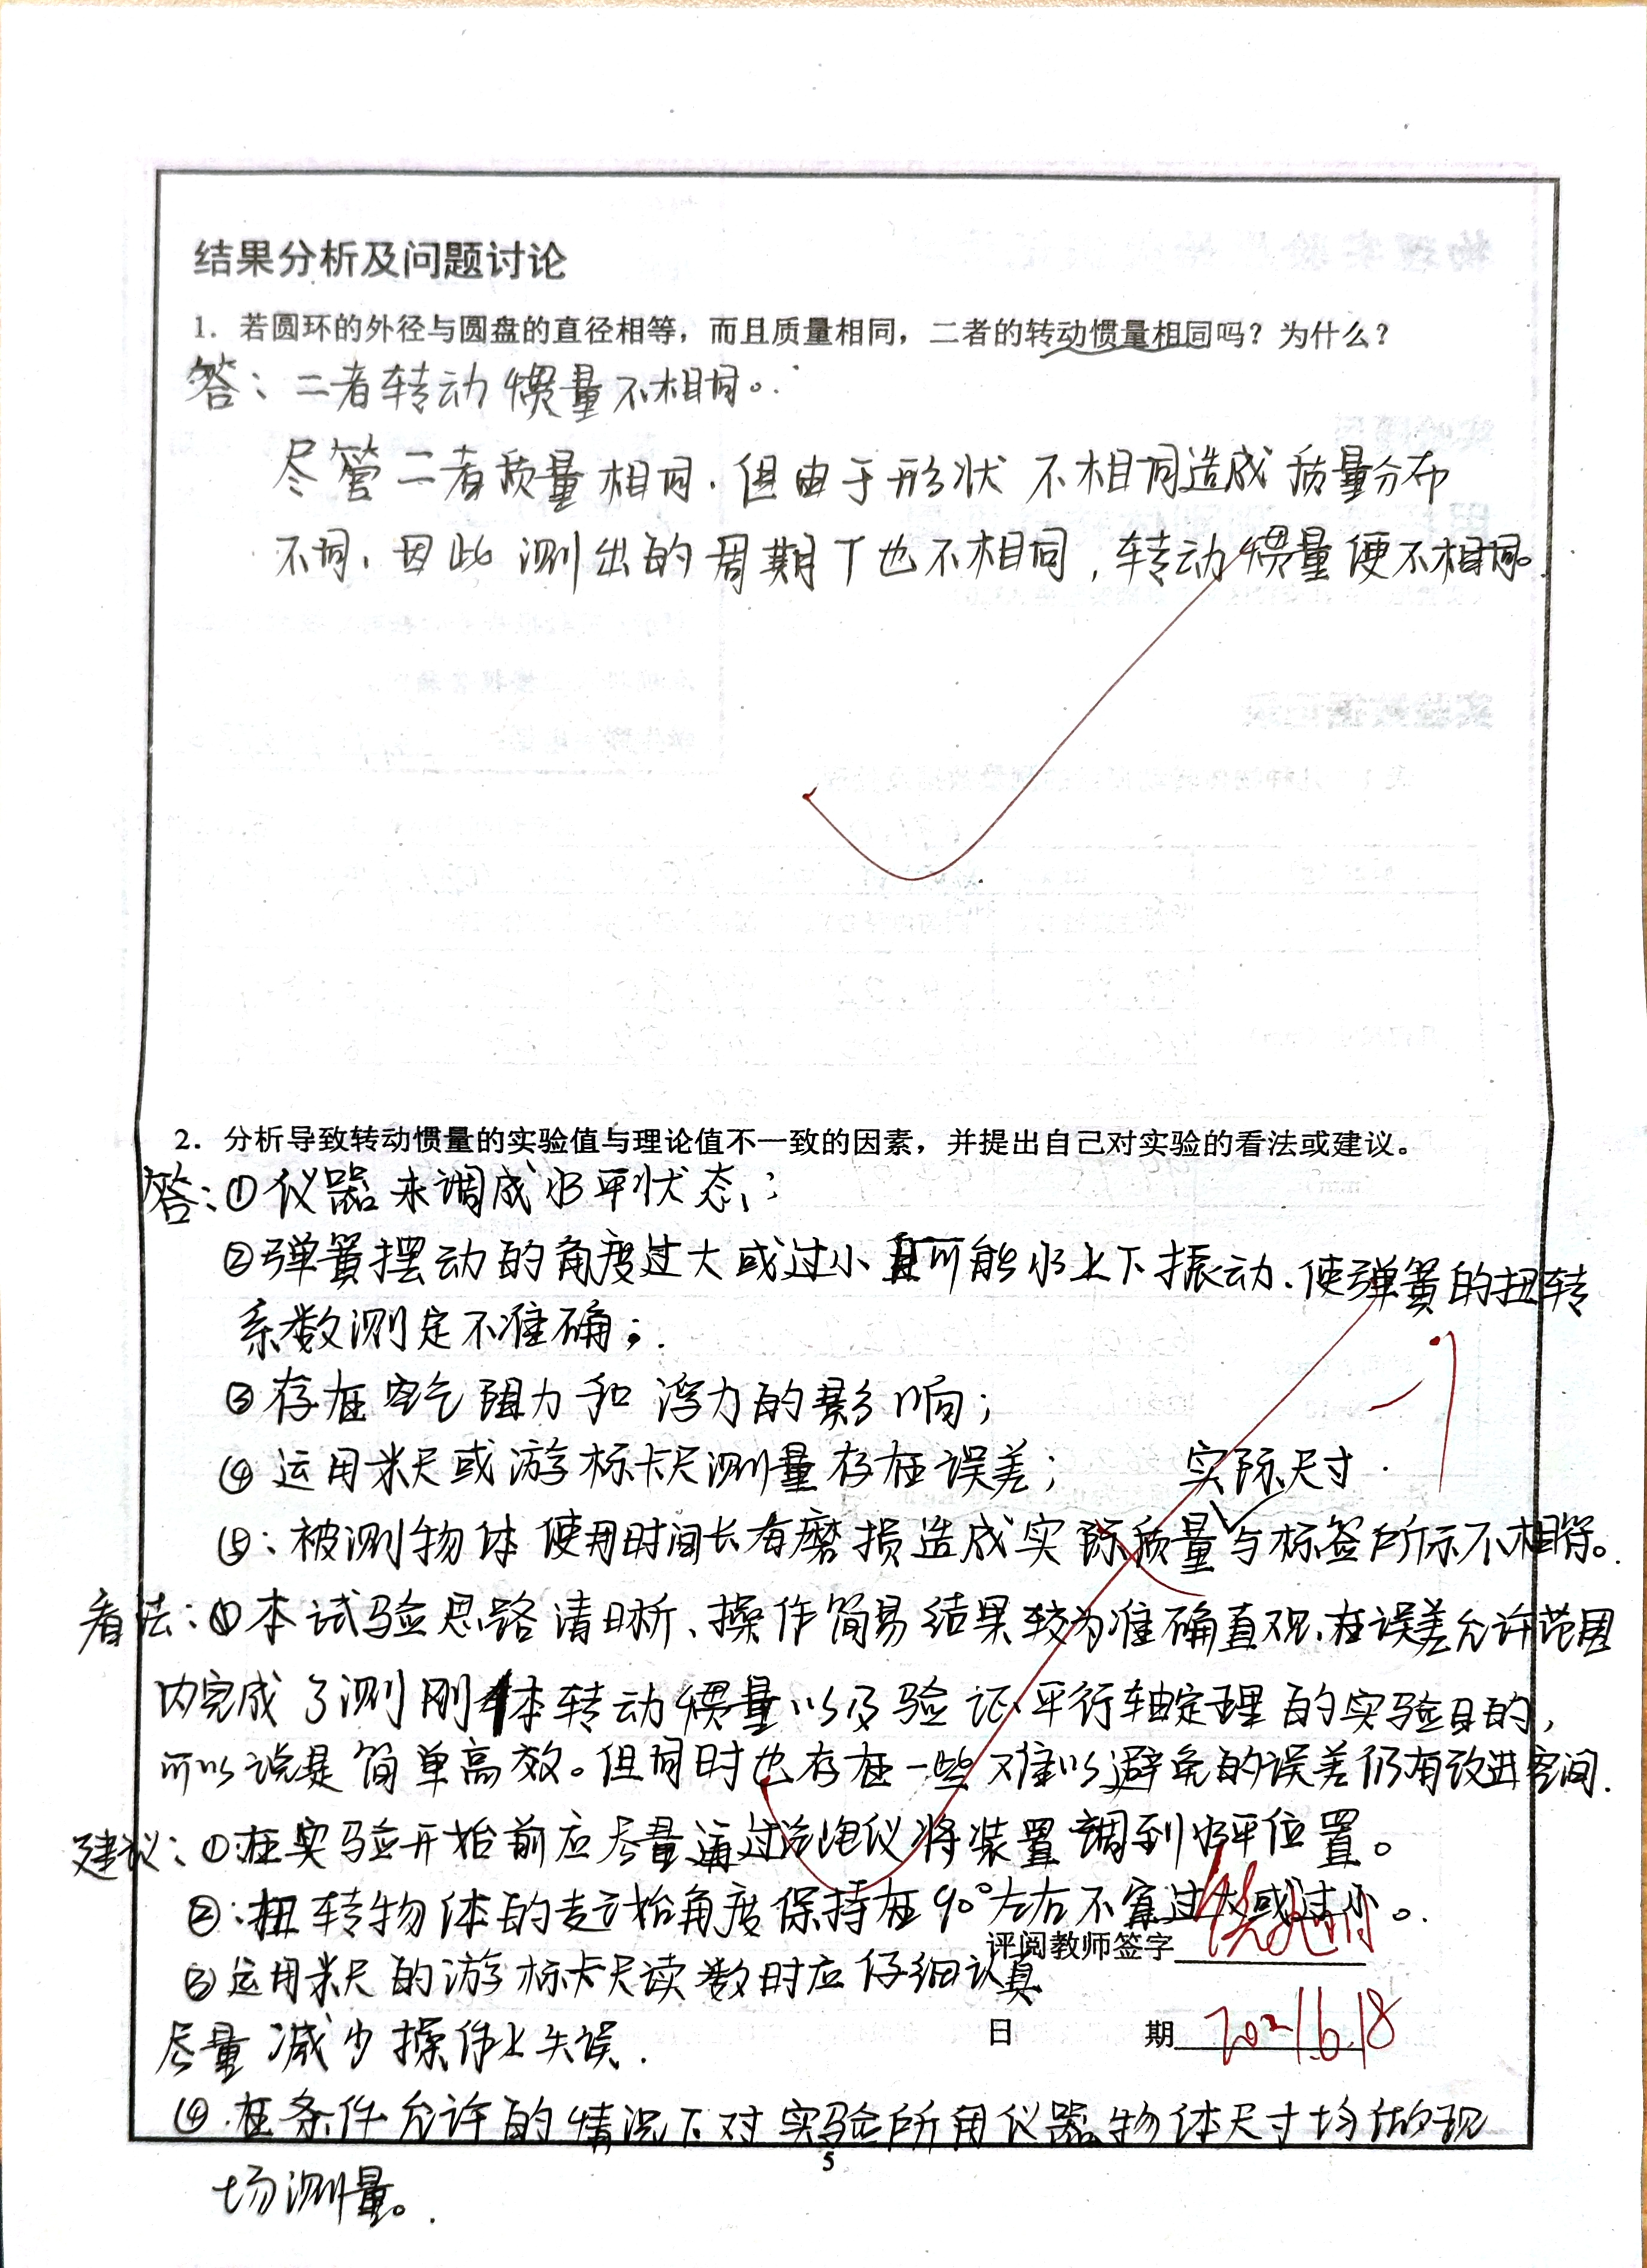 结果分析及问题讨论
1. 若圆环的外径与圆盘的直径相等，而且质量相同，二者的转动惯量相同吗？为什么？
答：二者转动惯量不相同。
尽管二者质量相同，但由于形状不相同造成质量分布
不同，因此测出的周期T也不相同，转动惯量便不相同。
2. 分析导致转动惯量的实验值与理论值不一致的因素，并提出自己对实验的看法或建议。
答：①仪器未调成水平状态；
②弹簧摆动的角度过大或过小且可能上下振动、使弹簧的扭转
系数测定不准确；
③存在空气阻力和浮力的影响；
④运用米尺或游标卡尺测量存在误差；
实际尺寸
⑤：被测物体使用时间长有磨损造成实际质量与标签所示不相符。
看法：①本试验思路清晰、操作简易结果较为准确直观、在误差允许范围
内完成了测刚体转动惯量以及验证平行轴定理的实验目的，
可以说是简单高效。但同时也存在一些难以避免的误差仍有改进空间.
建议：①在实验开始前应尽量通过气泡仪将装置调到水平位置。
②：扭转物体的起始角度保持在90°左右不宜过大或过小。
评阅教师签字
③运用米尺的游标卡尺读数时应仔细认真
日 期 2021.6.18
尽量减少操作上失误.
④.在条件允许的情况下对实验所用仪器物体尺寸均做现
5
场测量。